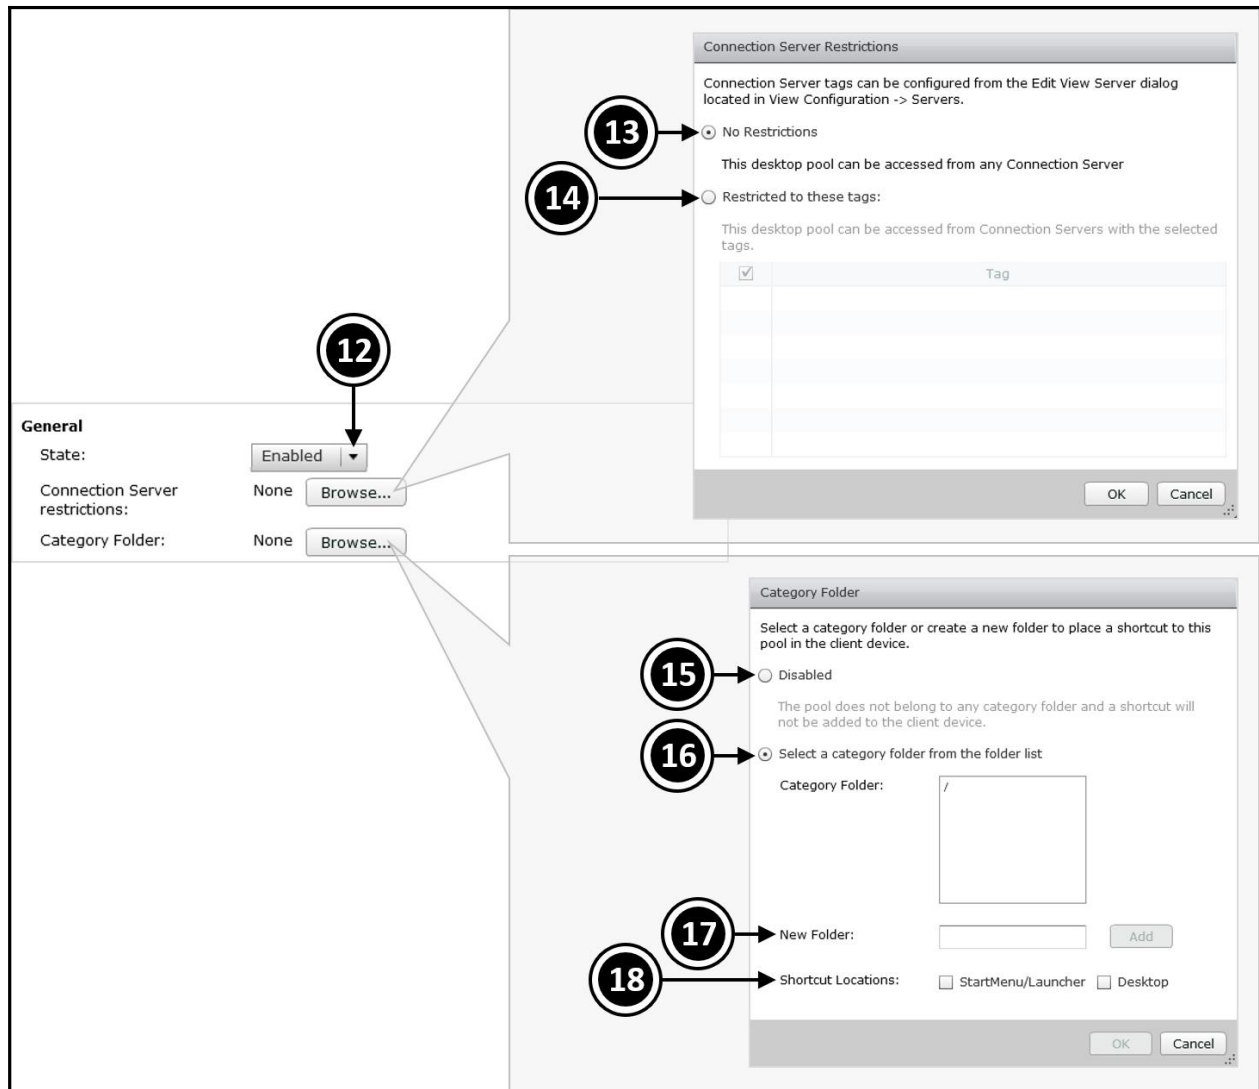 Connection Server Restrictions
Connection Server tags can be configured from the Edit View Server dialog
located in View Configuration -> Servers.
13
No Restrictions
This desktop pool can be accessed from any Connection Server
14
Restricted to these tags:
This desktop pool can be accessed from Connection Servers with the selected
tags.
Tag
OK Cancel
12
General
State: Enabled
Connection Server
restrictions:
None Browse...
Category Folder: None Browse...
Category Folder
Select a category folder or create a new folder to place a shortcut to this
pool in the client device.
15
Disabled
The pool does not belong to any category folder and a shortcut will
not be added to the client device.
16
Select a category folder from the folder list
Category Folder: /
17
New Folder: Add
18
Shortcut Locations: StartMenu/Launcher Desktop
OK Cancel